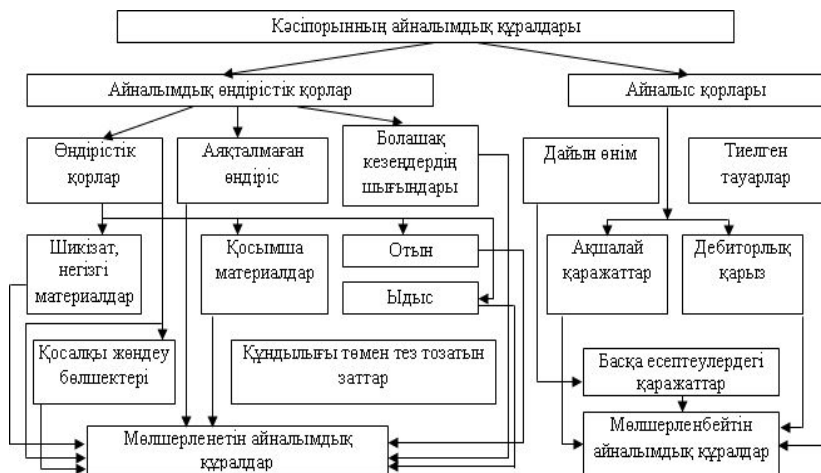 Кәсіпорынның айналымдық құралдары
Айналымдық өндірістік қорлар
Айналыс қорлары
Өндірістік
қорлар
Аяқталмаған
өндіріс
Болашақ
кезеңдердің
шығындары
Дайын өнім
Тиелген
тауарлар
Шикізат,
негізгі
материалдар
Қосымша
материалдар
Отын
Ыдыс
Ақшалай
қаражаттар
Дебиторлық
қарыз
Қосалқы жөндеу
бөлшектері
Құндылығы төмен тез тозатын
заттар
Басқа есептеулердегі
қаражаттар
Мөлшерленетін айналымдық
құралдар
Мөлшерленбейтін
айналымдық құралдар